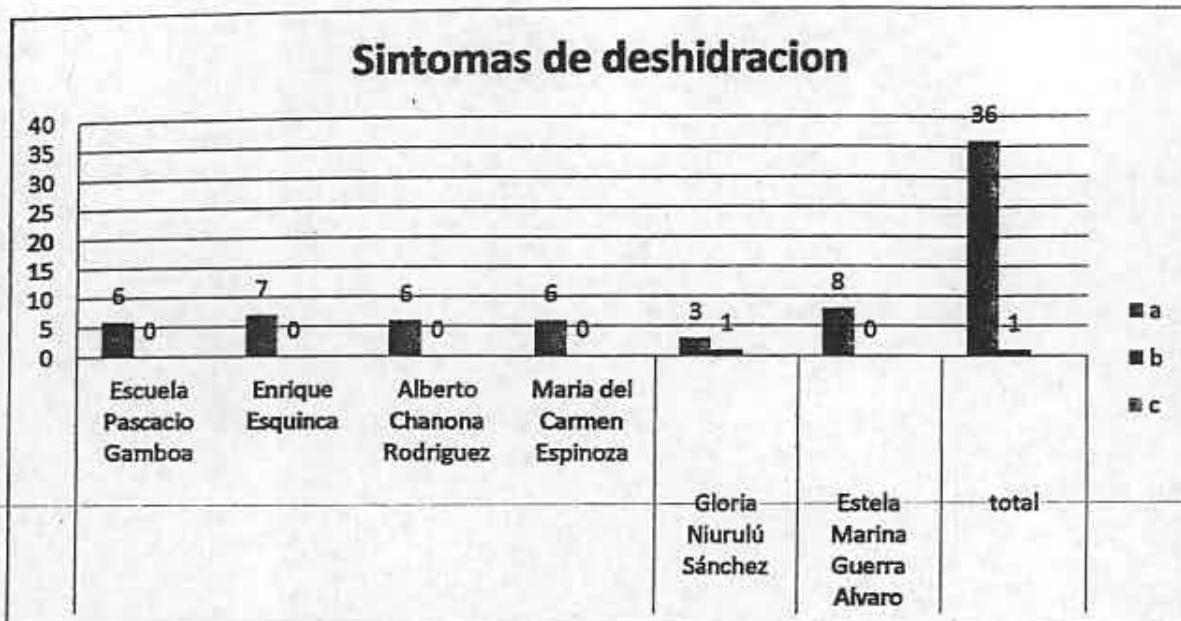 Sintomas de deshidracion
40
35
30
25
20
15
10
5
0
6 0
7 0
6 0
6 0
3 1
8 0
36 1
Escuela
Pascacio
Gamboa
Enrique
Esquinca
Alberto
Chanona
Rodriguez
Maria del
Carmen
Espinoza
Gloria
Niurulú
Sánchez
Estela
Marina
Guerra
Alvaro
total
a
b
c